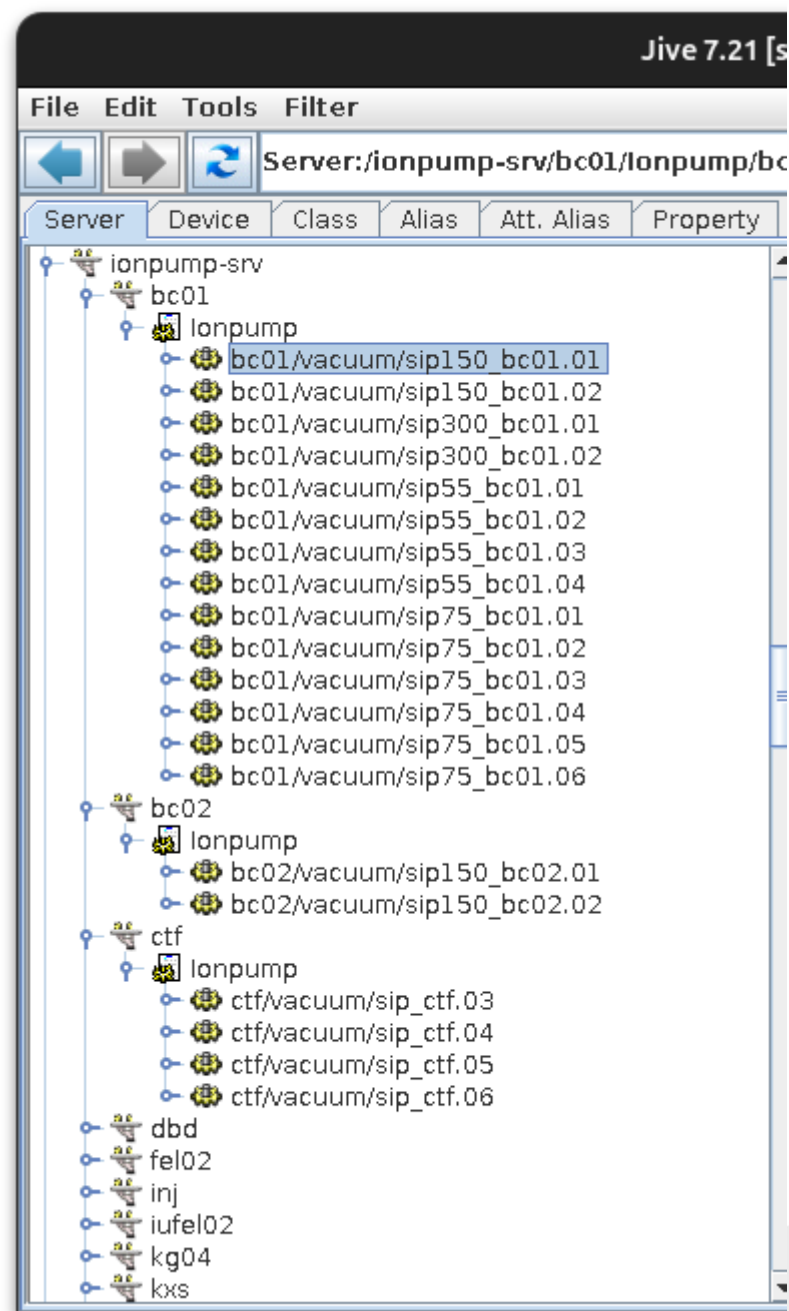 Jive 7.21 [s
File Edit Tools Filter
Server:/ionpump-srv/bc01/Ionpump/bc
Server Device Class Alias Att. Alias Property
ionpump-srv
bc01
Ionpump
bc01/vacuum/sip150_bc01.01
bc01/vacuum/sip150_bc01.02
bc01/vacuum/sip300_bc01.01
bc01/vacuum/sip300_bc01.02
bc01/vacuum/sip55_bc01.01
bc01/vacuum/sip55_bc01.02
bc01/vacuum/sip55_bc01.03
bc01/vacuum/sip55_bc01.04
bc01/vacuum/sip75_bc01.01
bc01/vacuum/sip75_bc01.02
bc01/vacuum/sip75_bc01.03
bc01/vacuum/sip75_bc01.04
bc01/vacuum/sip75_bc01.05
bc01/vacuum/sip75_bc01.06
bc02
Ionpump
bc02/vacuum/sip150_bc02.01
bc02/vacuum/sip150_bc02.02
ctf
Ionpump
ctf/vacuum/sip_ctf.03
ctf/vacuum/sip_ctf.04
ctf/vacuum/sip_ctf.05
ctf/vacuum/sip_ctf.06
dbd
fel02
inj
iufel02
kg04
kxs